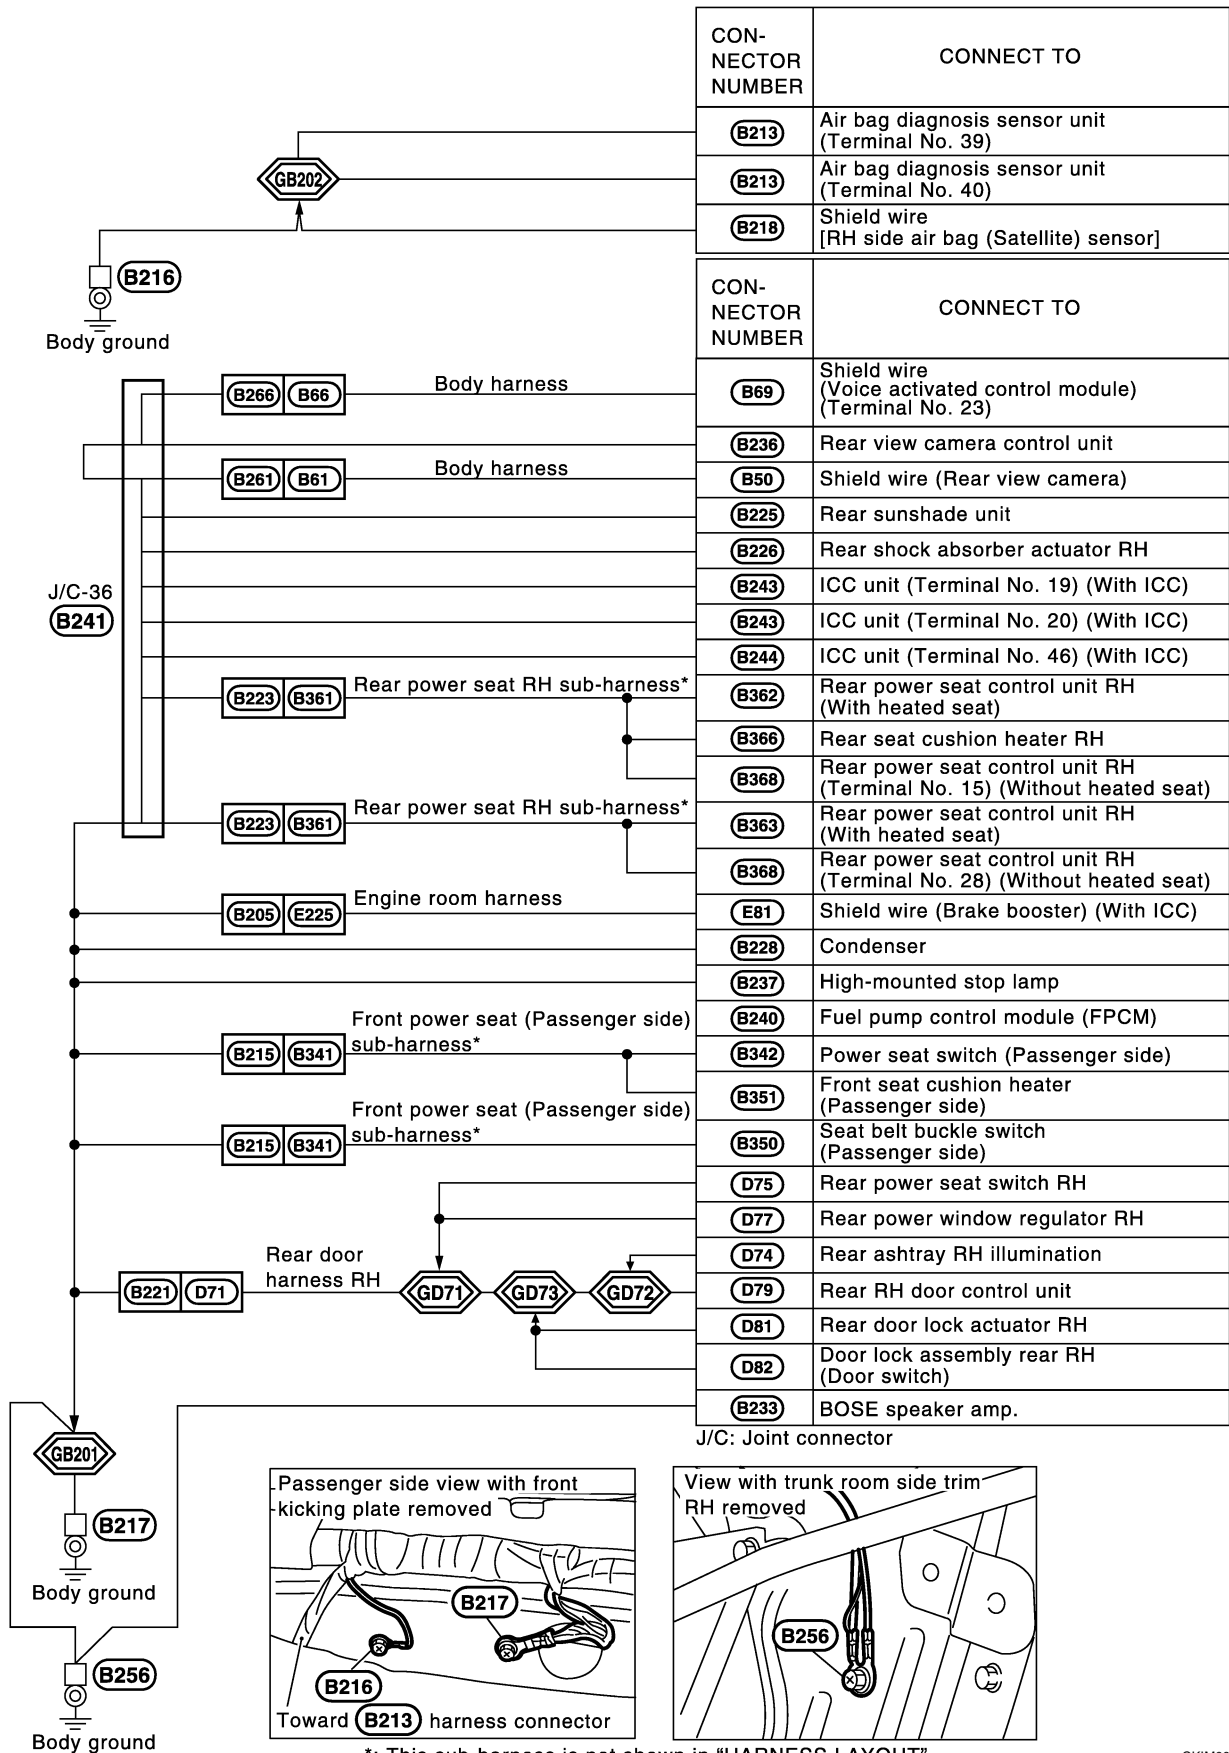 CON-
NECTOR
NUMBER
CONNECT TO
B213
Air bag diagnosis sensor unit
(Terminal No. 39)
GB202
B213
Air bag diagnosis sensor unit
(Terminal No. 40)
B218
Shield wire
[RH side air bag (Satellite) sensor]
B216
Body ground
CON-
NECTOR
NUMBER
CONNECT TO
B266 B66
Body harness
B69
Shield wire
(Voice activated control module)
(Terminal No. 23)
B236
Rear view camera control unit
B261 B61
Body harness
B50
Shield wire (Rear view camera)
B225
Rear sunshade unit
B226
Rear shock absorber actuator RH
J/C-36
B241
B243
ICC unit (Terminal No. 19) (With ICC)
B243
ICC unit (Terminal No. 20) (With ICC)
B244
ICC unit (Terminal No. 46) (With ICC)
B223 B361
Rear power seat RH sub-harness*
B362
Rear power seat control unit RH
(With heated seat)
B366
Rear seat cushion heater RH
B368
Rear power seat control unit RH
(Terminal No. 15) (Without heated seat)
B223 B361
Rear power seat RH sub-harness*
B363
Rear power seat control unit RH
(With heated seat)
B368
Rear power seat control unit RH
(Terminal No. 28) (Without heated seat)
B205 E225
Engine room harness
E81
Shield wire (Brake booster) (With ICC)
B228
Condenser
B237
High-mounted stop lamp
B240
Fuel pump control module (FPCM)
Front power seat (Passenger side)
sub-harness*
B215 B341
B342
Power seat switch (Passenger side)
B351
Front seat cushion heater
(Passenger side)
Front power seat (Passenger side)
sub-harness*
B215 B341
B350
Seat belt buckle switch
(Passenger side)
D75
Rear power seat switch RH
D77
Rear power window regulator RH
D74
Rear ashtray RH illumination
B221 D71
Rear door
harness RH
GD71
GD73
GD72
D79
Rear RH door control unit
D81
Rear door lock actuator RH
D82
Door lock assembly rear RH
(Door switch)
B233
BOSE speaker amp.
J/C: Joint connector
GB201
B217
Body ground
B256
Body ground
Passenger side view with front
kicking plate removed
B217
B216
Toward B213 harness connector
View with trunk room side trim
RH removed
B256
*: This sub-harness is not shown in "HARNESS LAYOUT"